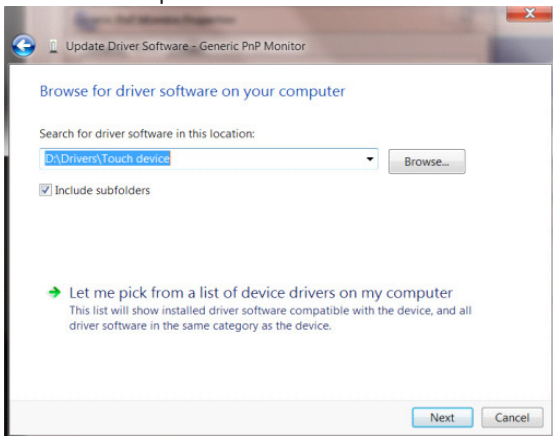 Update Driver Software - Generic PnP Monitor
Browse for driver software on your computer
Search for driver software in this location:
D:\Drivers\Touch device
Browse...
Include subfolders
Let me pick from a list of device drivers on my computer
This list will show installed driver software compatible with the device, and all
driver software in the same category as the device.
Next
Cancel